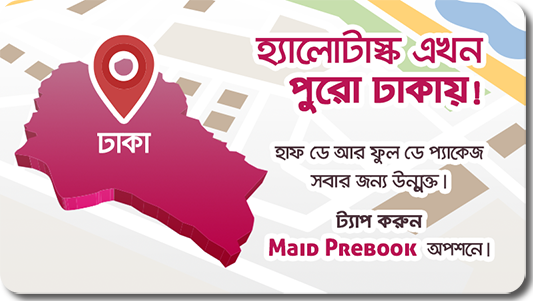 ঢাকা
হ্যালোটাস্ক এখন
পুরো ঢাকায়!
হাফ ডে আর ফুল ডে প্যাকেজ
সবার জন্য উন্মুক্ত।
ট্যাপ করুন
MAID PREBOOK অপশনে।